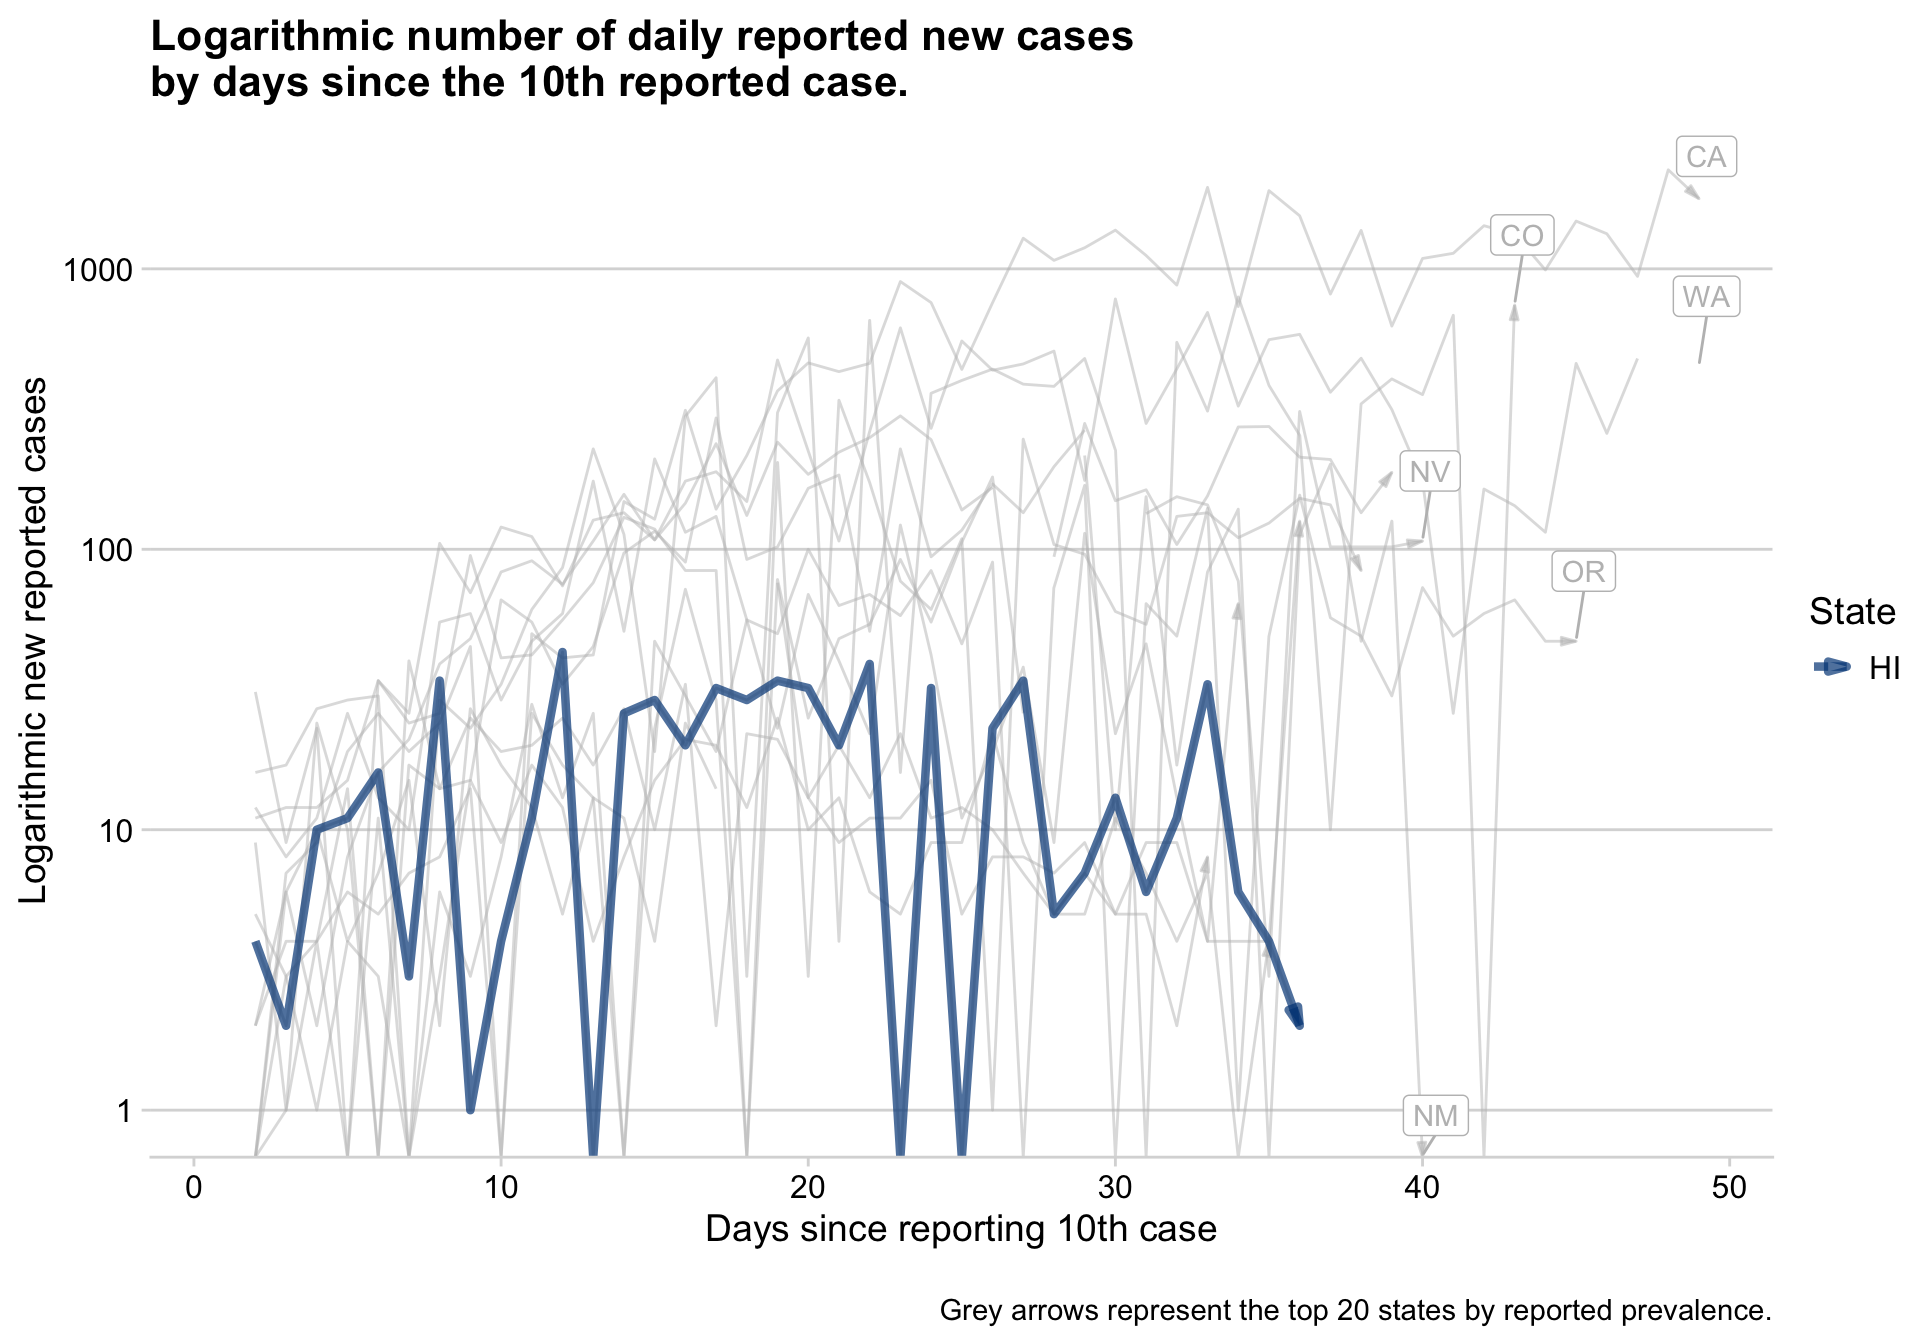 Logarithmic number of daily reported new cases
by days since the 10th reported case.
Logarithmic new reported cases
1000
100
10
1
CA
CO
WA
NV
OR
NM
State
HI
0
10
20
30
40
50
Days since reporting 10th case
Grey arrows represent the top 20 states by reported prevalence.